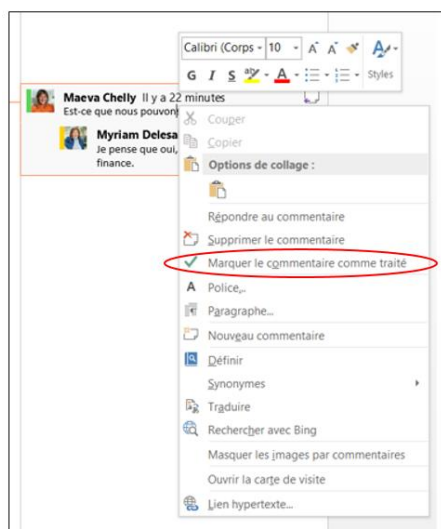 Calibri (Corps 10
G I S A Styles
Maeva Chelly Il y a 22 minutes
Est-ce que nous pouvon
Myriam Delesa
Je pense que oui,
finance.
Couper
Copier
Options de collage :
Répondre au commentaire
Supprimer le commentaire
Marquer le commentaire comme traité
Police...
Paragraphe...
Nouveau commentaire
Définir
Synonymes
Traduire
Rechercher avec Bing
Masquer les images par commentaires
Ouvrir la carte de visite
Lien hypertexte...